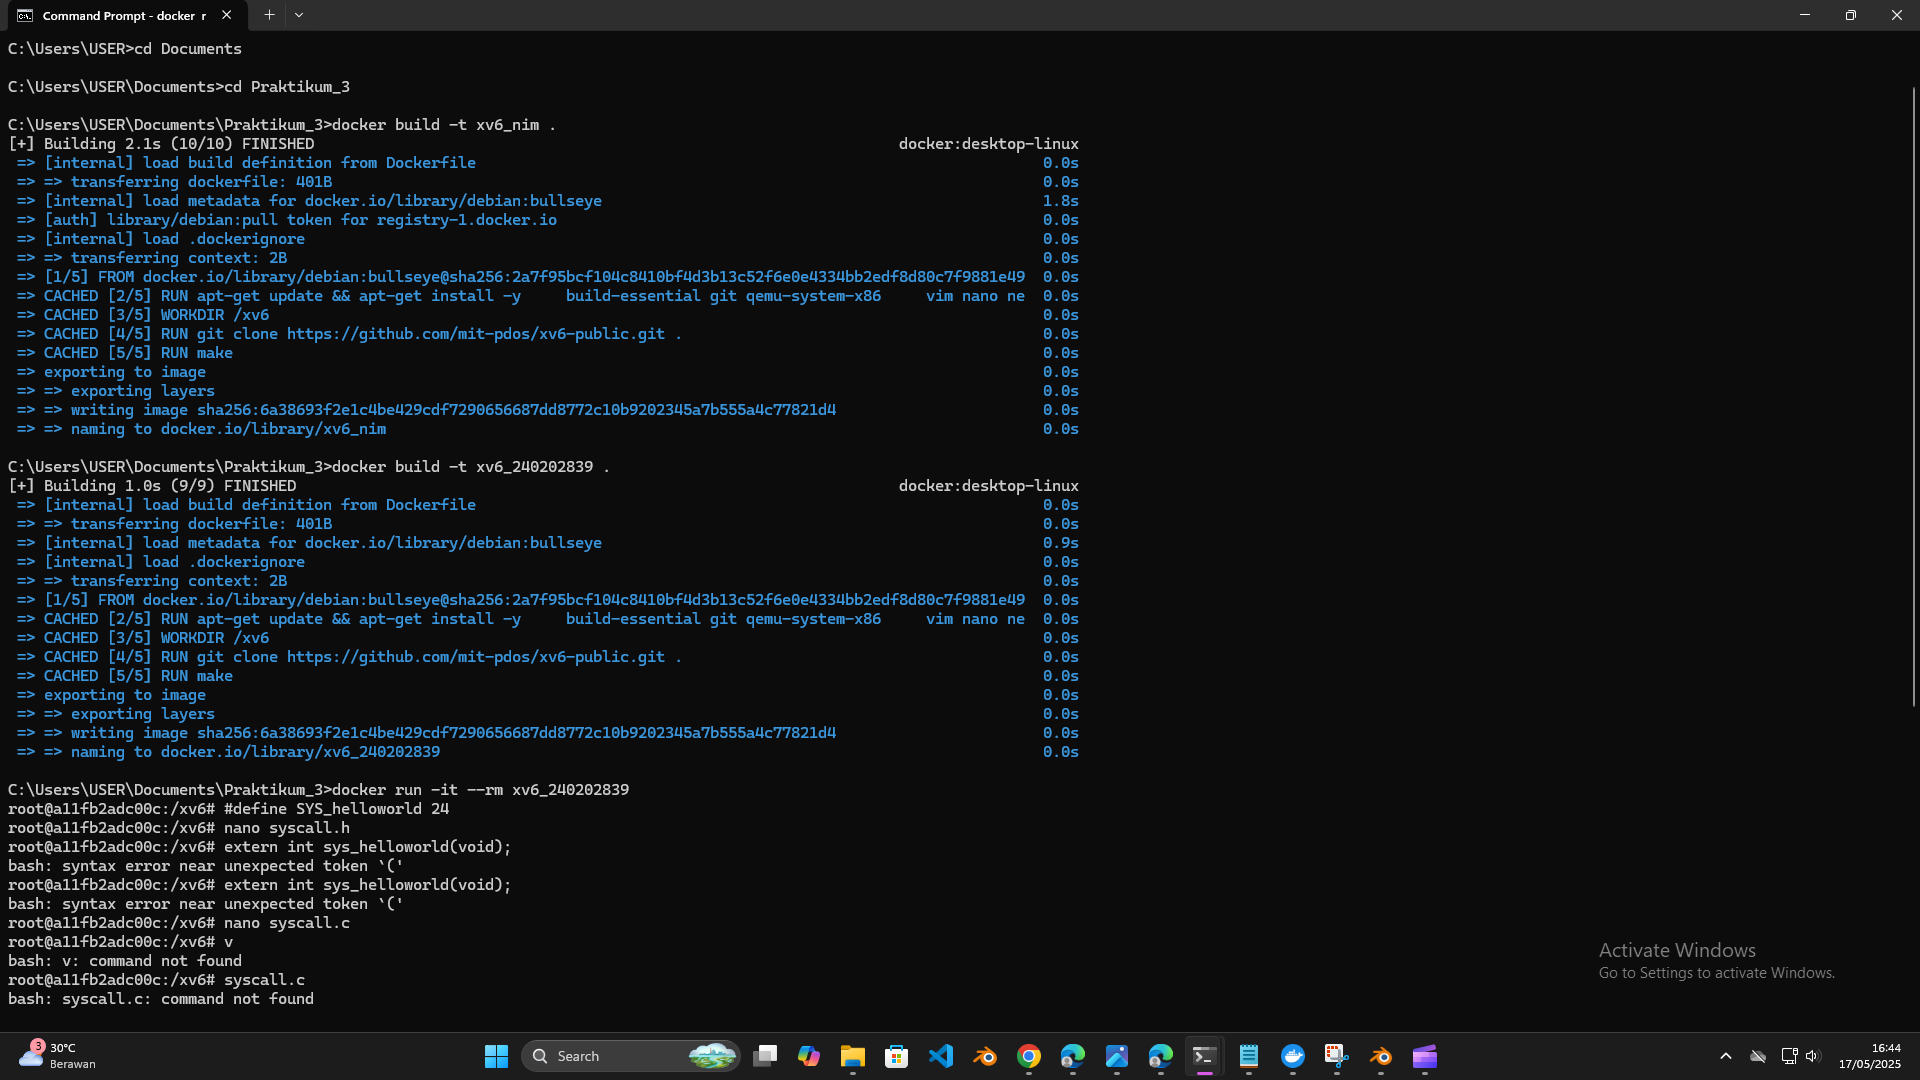 Command Prompt - docker r
C:\Users\USER>cd Documents
C:\Users\USER\Documents>cd Praktikum_3
C:\Users\USER\Documents\Praktikum_3>docker build -t xv6_nim .
[+] Building 2.1s (10/10) FINISHED docker:desktop-linux
=> [internal] load build definition from Dockerfile 0.0s
=> => transferring dockerfile: 401B 0.0s
=> [internal] load metadata for docker.io/library/debian:bullseye 1.8s
=> [auth] library/debian:pull token for registry-1.docker.io 0.0s
=> [internal] load .dockerignore 0.0s
=> => transferring context: 2B 0.0s
=> [1/5] FROM docker.io/library/debian:bullseye@sha256:2a7f95bcf104c8410bf4d3b13c52f6e0e4334bb2edf8d80c7f9881e49 0.0s
=> CACHED [2/5] RUN apt-get update && apt-get install -y     build-essential git qemu-system-x86     vim nano ne 0.0s
=> CACHED [3/5] WORKDIR /xv6 0.0s
=> CACHED [4/5] RUN git clone https://github.com/mit-pdos/xv6-public.git . 0.0s
=> CACHED [5/5] RUN make 0.0s
=> exporting to image 0.0s
=> => exporting layers 0.0s
=> => writing image sha256:6a38693f2e1c4be429cdf7290656687dd8772c10b9202345a7b555a4c77821d4 0.0s
=> => naming to docker.io/library/xv6_nim 0.0s
C:\Users\USER\Documents\Praktikum_3>docker build -t xv6_240202839 .
[+] Building 1.0s (9/9) FINISHED docker:desktop-linux
=> [internal] load build definition from Dockerfile 0.0s
=> => transferring dockerfile: 401B 0.0s
=> [internal] load metadata for docker.io/library/debian:bullseye 0.9s
=> [internal] load .dockerignore 0.0s
=> => transferring context: 2B 0.0s
=> [1/5] FROM docker.io/library/debian:bullseye@sha256:2a7f95bcf104c8410bf4d3b13c52f6e0e4334bb2edf8d80c7f9881e49 0.0s
=> CACHED [2/5] RUN apt-get update && apt-get install -y     build-essential git qemu-system-x86     vim nano ne 0.0s
=> CACHED [3/5] WORKDIR /xv6 0.0s
=> CACHED [4/5] RUN git clone https://github.com/mit-pdos/xv6-public.git . 0.0s
=> CACHED [5/5] RUN make 0.0s
=> exporting to image 0.0s
=> => exporting layers 0.0s
=> => writing image sha256:6a38693f2e1c4be429cdf7290656687dd8772c10b9202345a7b555a4c77821d4 0.0s
=> => naming to docker.io/library/xv6_240202839 0.0s
C:\Users\USER\Documents\Praktikum_3>docker run -it --rm xv6_240202839
root@a11fb2adc00c:/xv6# #define SYS_helloworld 24
root@a11fb2adc00c:/xv6# nano syscall.h
root@a11fb2adc00c:/xv6# extern int sys_helloworld(void);
bash: syntax error near unexpected token `('
root@a11fb2adc00c:/xv6# extern int sys_helloworld(void);
bash: syntax error near unexpected token `('
root@a11fb2adc00c:/xv6# nano syscall.c
root@a11fb2adc00c:/xv6# v
bash: v: command not found
root@a11fb2adc00c:/xv6# syscall.c
bash: syscall.c: command not found
Activate Windows
Go to Settings to activate Windows.
3
30°C
Berawan
Search
16:44
17/05/2025